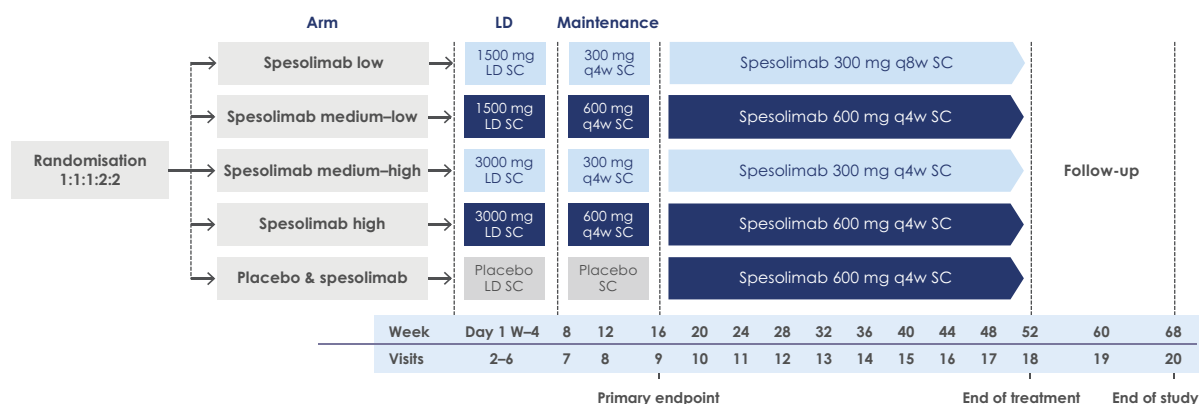 Arm LD Maintenance
Randomisation
1:1:1:2:2
Spesolimab low
1500 mg
LD SC
300 mg
q4w SC
Spesolimab 300 mg q8w SC
Spesolimab medium–low
1500 mg
LD SC
600 mg
q4w SC
Spesolimab 600 mg q4w SC
Spesolimab medium–high
3000 mg
LD SC
300 mg
q4w SC
Spesolimab 300 mg q4w SC
Spesolimab high
3000 mg
LD SC
600 mg
q4w SC
Spesolimab 600 mg q4w SC
Placebo & spesolimab
Placebo
LD SC
Placebo
SC
Spesolimab 600 mg q4w SC
Follow-up
Week Day 1 W–4 8 12 16 20 24 28 32 36 40 44 48 52 60 68
Visits 2–6 7 8 9 10 11 12 13 14 15 16 17 18 19 20
Primary endpoint End of treatment End of study